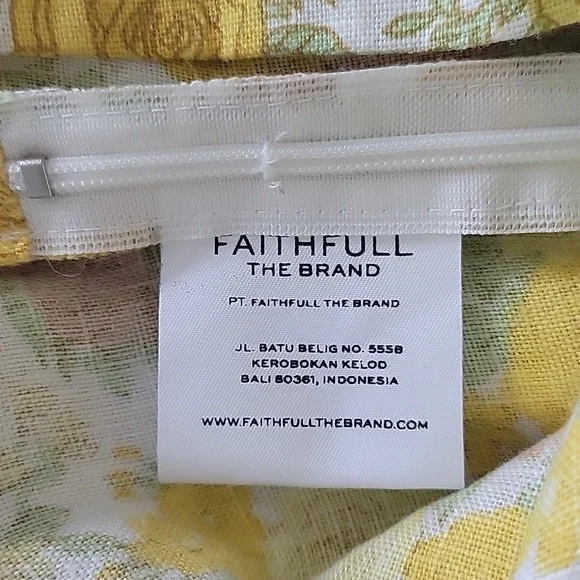 FAITHFULL
THE BRAND
PT. FAITHFULL THE BRAND
JL. BATU BELIG NO. 555B
KEROBOKAN KELOD
BALI 80361, INDONESIA
WWW.FAITHFULLTHEBRAND.COM